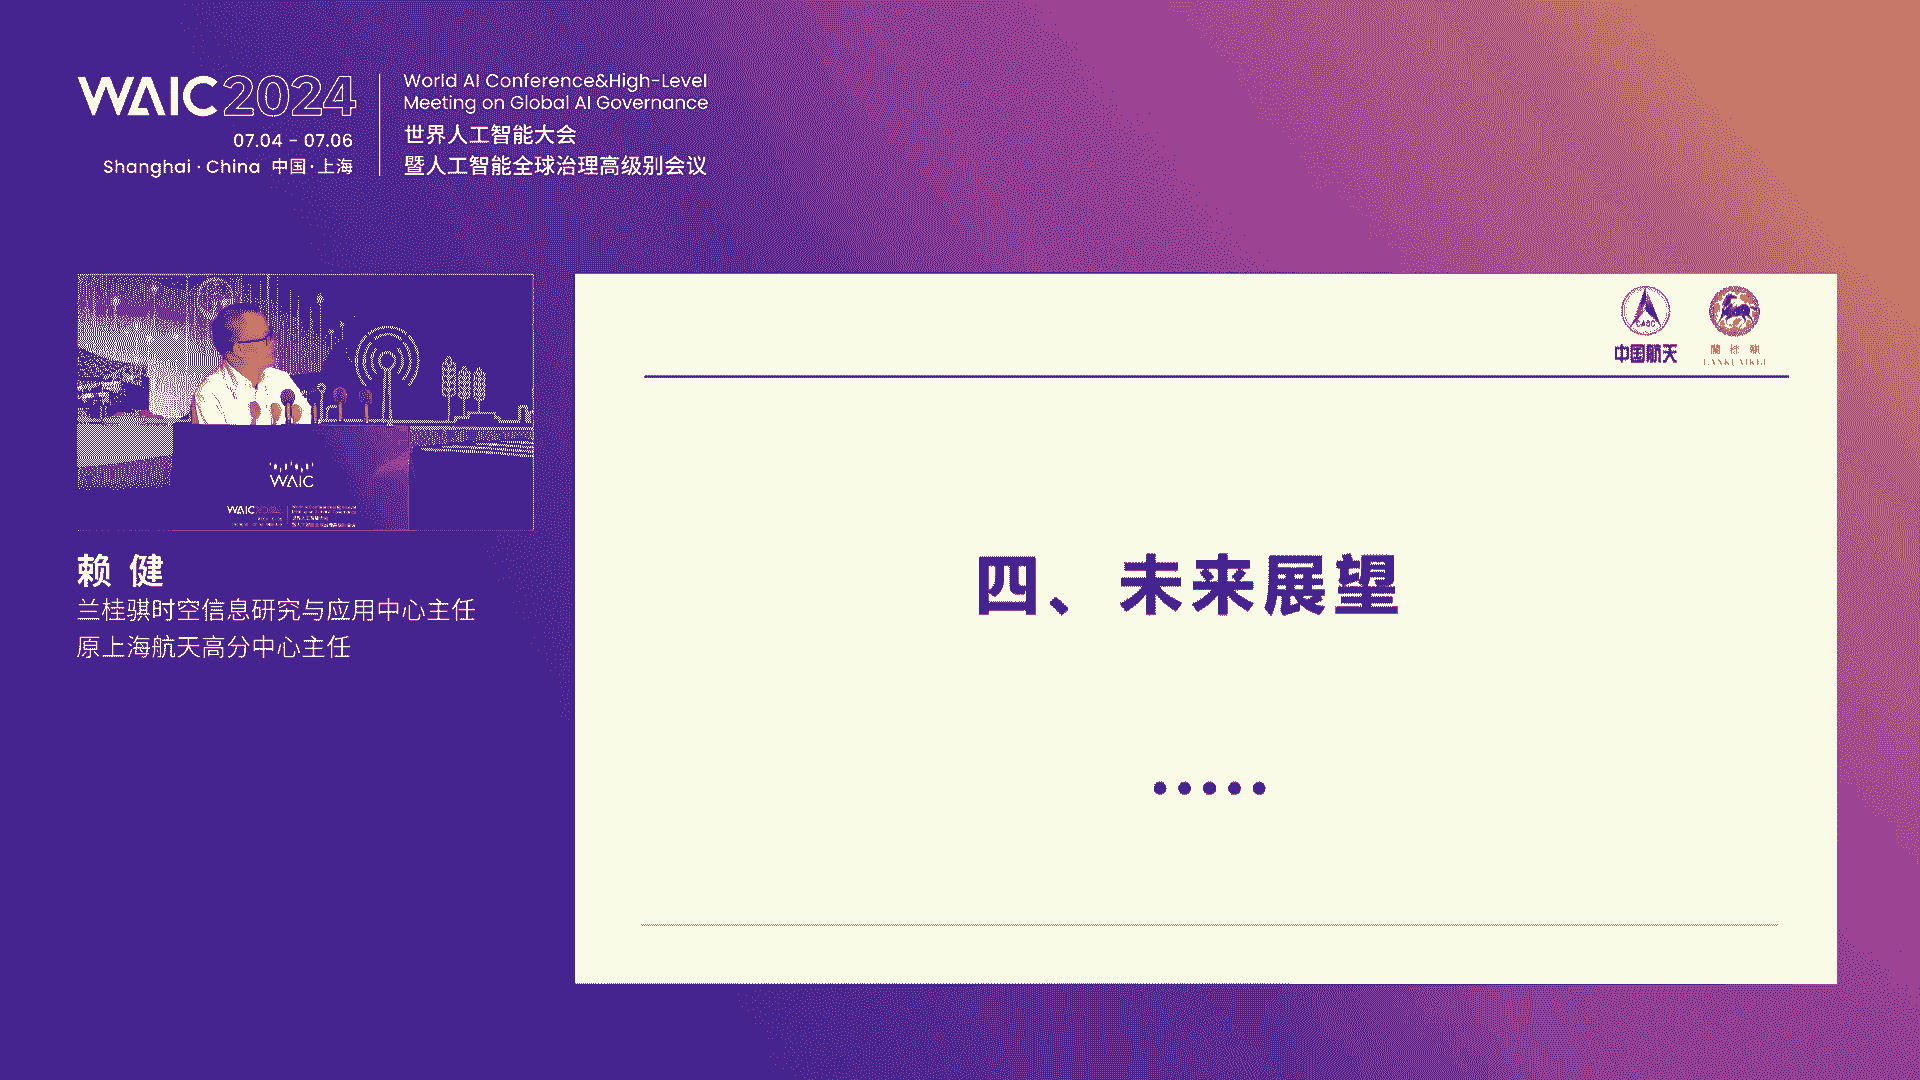 WAIC 2024
07.04 - 07.06
Shanghai · China 中国·上海
World AI Conference&High-Level
Meeting on Global AI Governance
世界人工智能大会
暨人工智能全球治理高级别会议
WAIC
WAIC 2024
赖 健
兰桂骐时空信息研究与应用中心主任
原上海航天高分中心主任
CASC
中国航天
蘭 桂 騏
四、未来展望